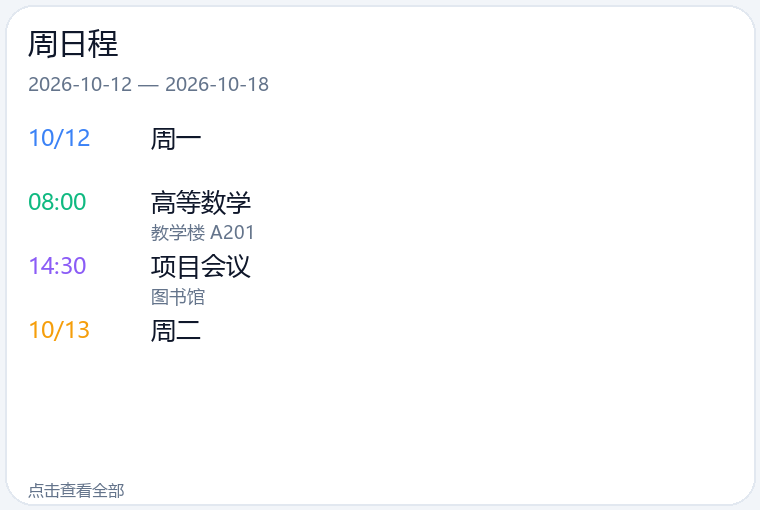 周日程
2026-10-12 — 2026-10-18
10/12 周一
08:00 高等数学
教学楼 A201
14:30 项目会议
图书馆
10/13 周二
点击查看全部